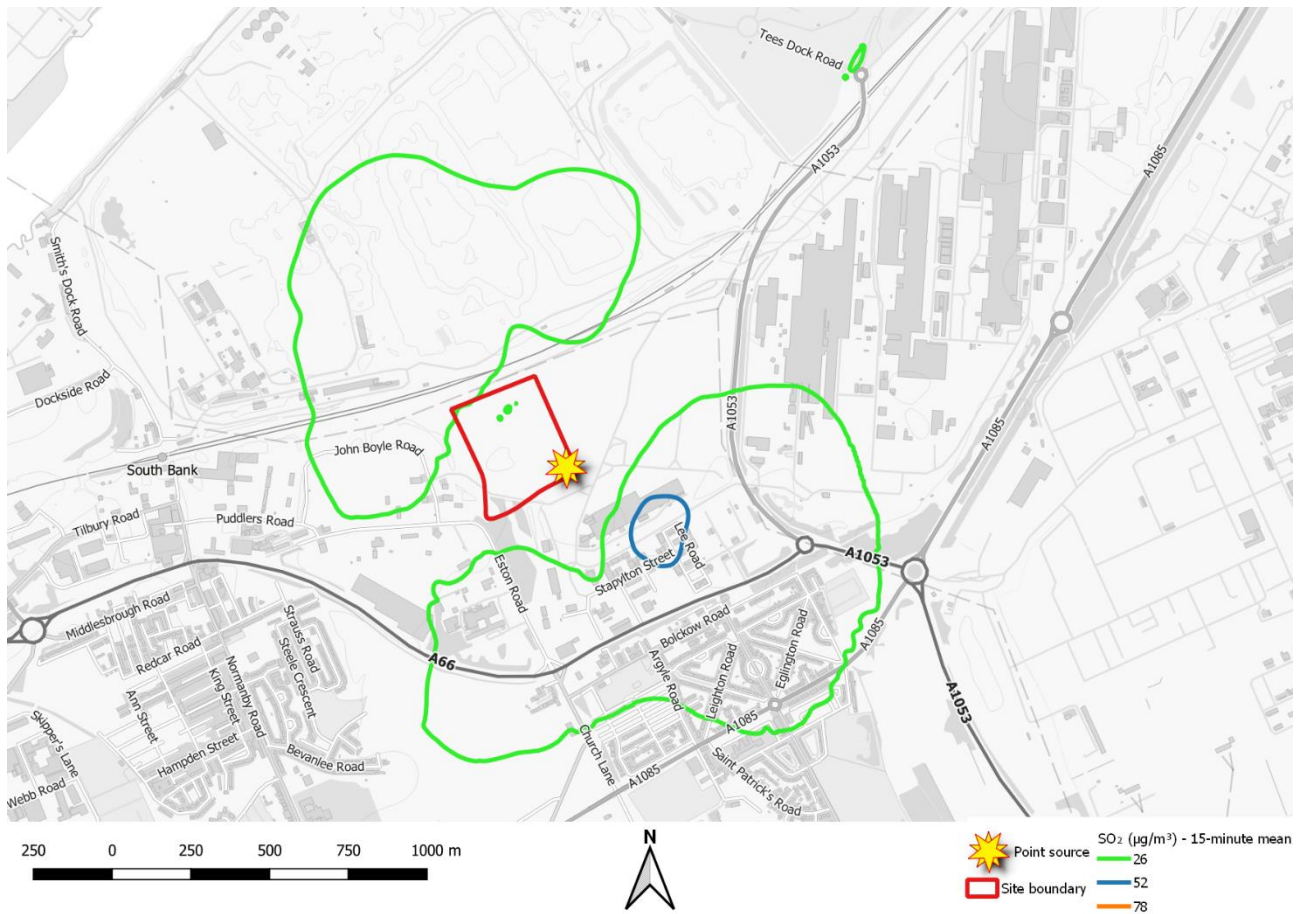 Tees Dock Road
A1053
A1085
Smith's Dock Road
Dockside Road
A1053
A1085
John Boyle Road
South Bank
Tilbury Road
Puddlers Road
Lee Road
Stapylton Street
Eston Road
A1053
Middlesbrough Road
Redcar Road
Strauss Road
Steele Crescent
A66
Bolckow Road
Argyle Road
Leighton Road
Eglington Road
A1085
A1053
Ann Street
King Street
Normanby Road
Skipper's Lane
Hampden Street
Bevanlee Road
Church Lane
A1085
A1085
Saint Patrick's Road
Webb Road
250 0 250 500 750 1000 m
N
Point source
Site boundary
SO₂ (µg/m³) - 15-minute mean
26
52
78